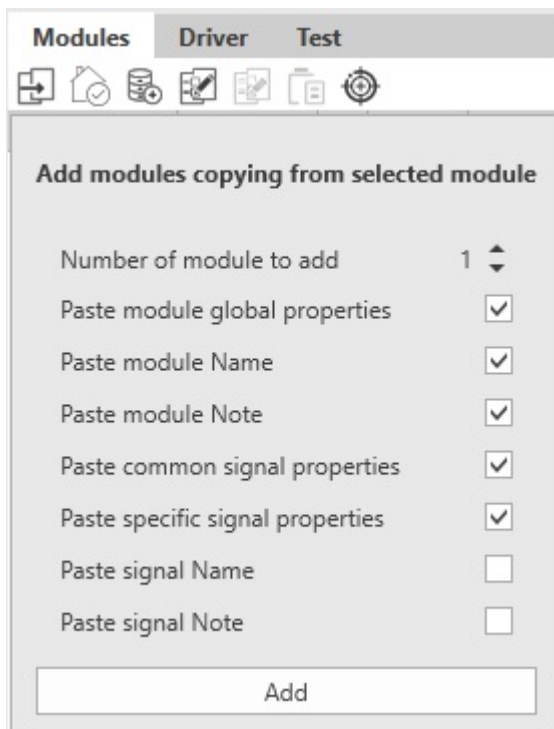 Modules Driver Test
Add modules copying from selected module
Number of module to add 1
Paste module global properties
Paste module Name
Paste module Note
Paste common signal properties
Paste specific signal properties
Paste signal Name
Paste signal Note
Add